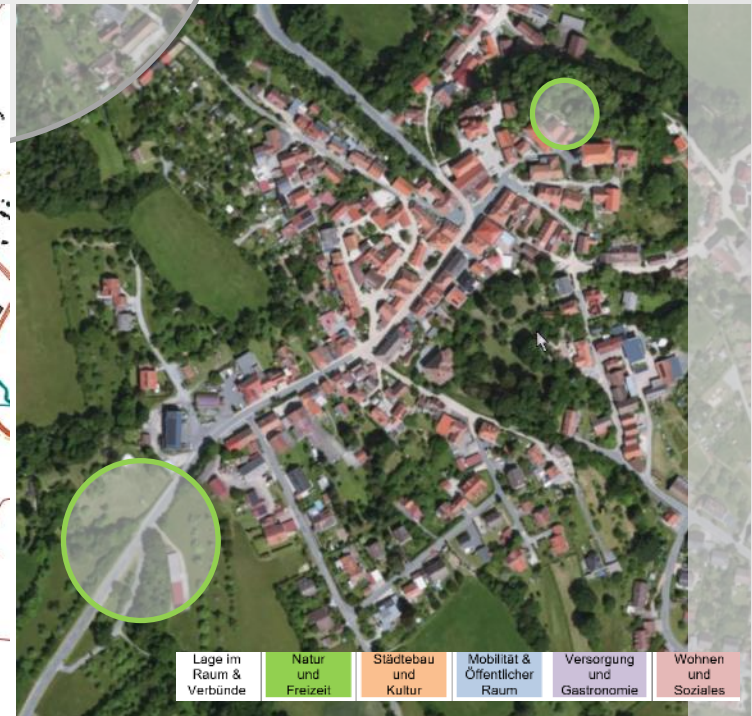 Lage im
Raum &
Verbünde
Natur
und
Freizeit
Städtebau
und
Kultur
Mobilität &
Öffentlicher
Raum
Versorgung
und
Gastronomie
Wohnen
und
Soziales